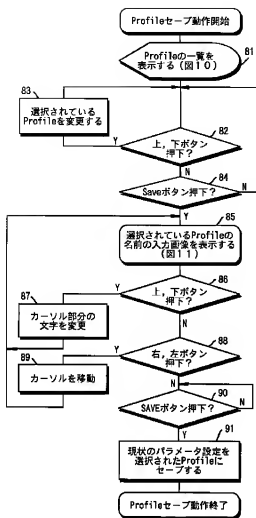 Profileセーブ動作開始
81
Profileの一覧を
表示する (図10)
83
選択されている
Profileを変更する
82
上, 下ボタン
押下?
Y
N
84
Saveボタン押下?
N
Y
85
選択されているProfileの
名前の入力画像を表示する
(図11)
86
上, 下ボタン
押下?
Y
87
カーソル部分の
文字を変更
N
88
右, 左ボタン
押下?
Y
89
カーソルを移動
N
90
SAVEボタン押下?
N
Y
91
現状のパラメータ設定を
選択されたProfileに
セーブする
Profileセーブ動作終了